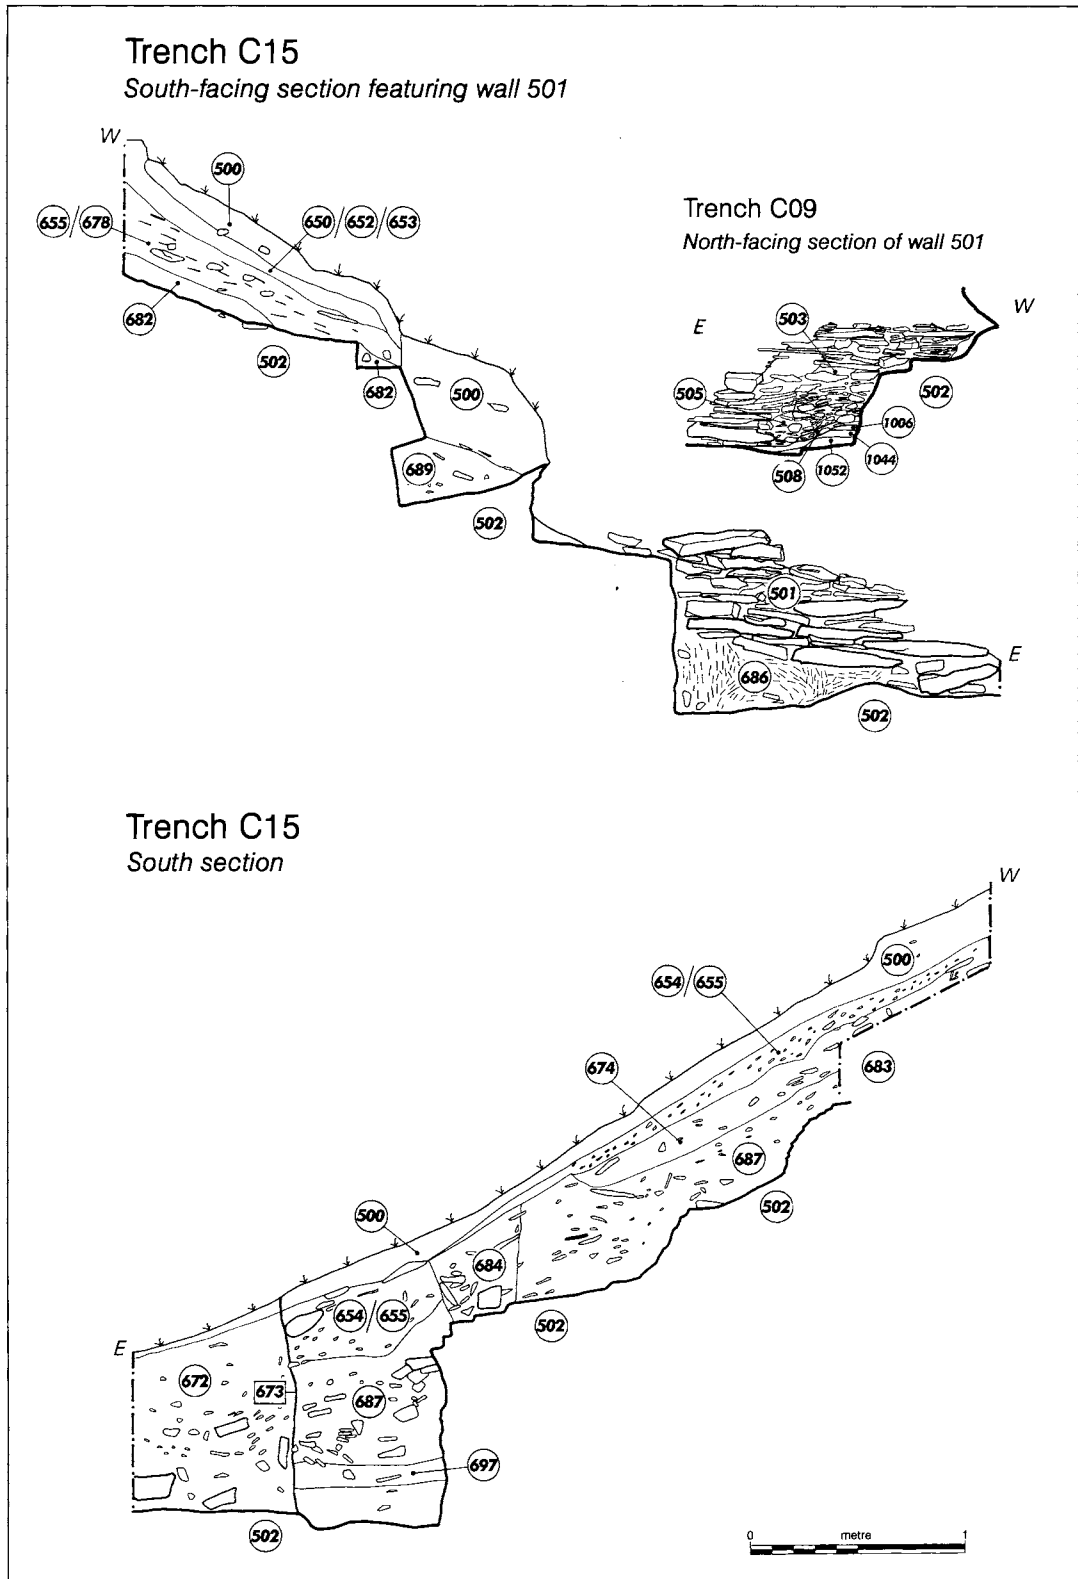 Trench C15
South-facing section featuring wall 501
W
500
655/678
650/652/653
682
502
682
500
689
502
Trench C09
North-facing section of wall 501
E
W
503
505
502
1006
1044
508
1052
501
E
686
502
Trench C15
South section
W
500
654/655
674
683
687
502
500
684
654/655
502
E
672
673
687
697
502
0 metre 1